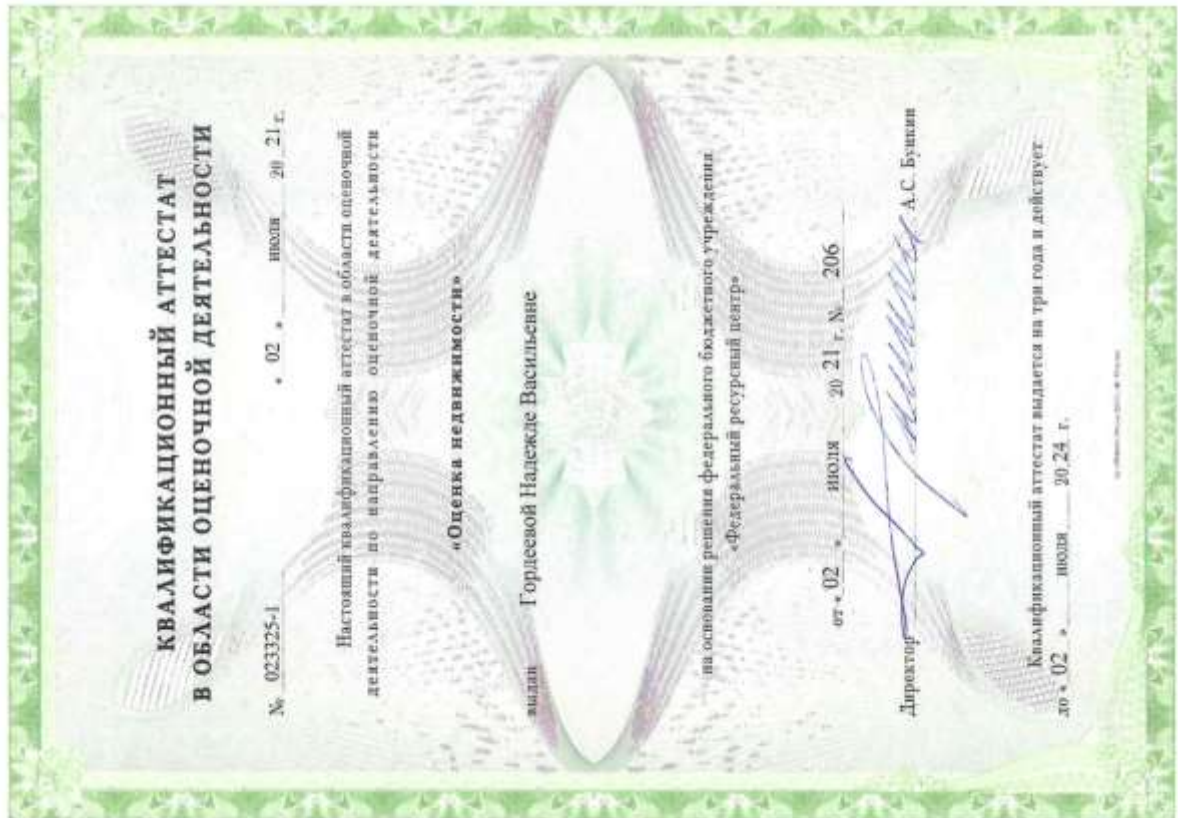 КВАЛИФИКАЦИОННЫЙ АТТЕСТАТ
В ОБЛАСТИ ОЦЕНОЧНОЙ ДЕЯТЕЛЬНОСТИ
№ 023325-1 « 02 » июля 20 21 г.
Настоящий квалификационный аттестат в области оценочной
деятельности по направлению оценочной деятельности
«Оценка недвижимости»
выдан Гордеевой Надежде Васильевне
на основании решения федерального бюджетного учреждения
«Федеральный ресурсный центр»
от « 02 » июля 20 21 г. № 206
Директор А.С. Бункин
Квалификационный аттестат выдается на три года и действует
до « 02 » июля 20 24 г.